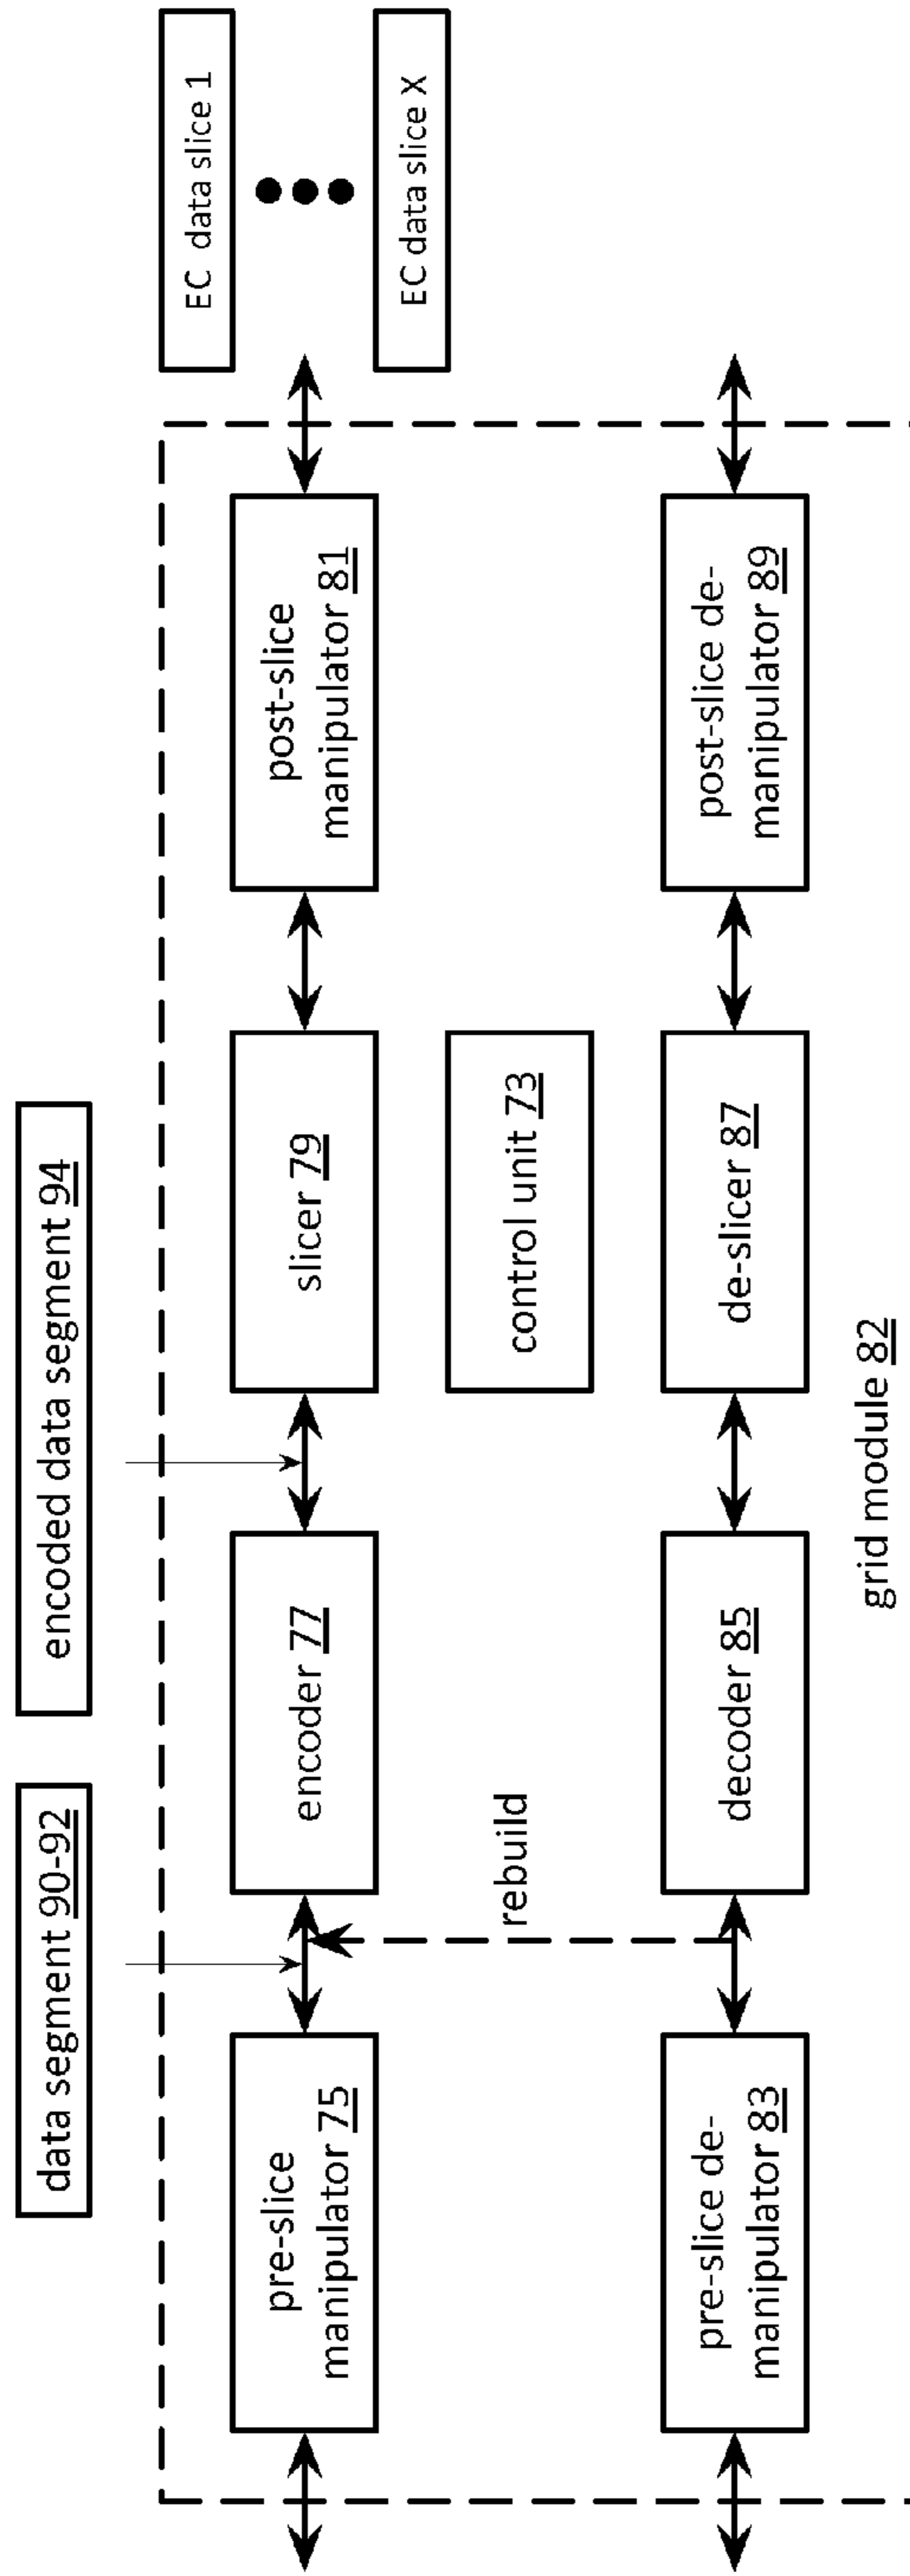 data segment 90-92
encoded data segment 94
EC data slice 1
EC data slice X
pre-slice
manipulator 75
encoder 77
slicer 79
post-slice
manipulator 81
rebuild
control unit 73
pre-slice de-
manipulator 83
decoder 85
de-slicer 87
post-slice de-
manipulator 89
grid module 82